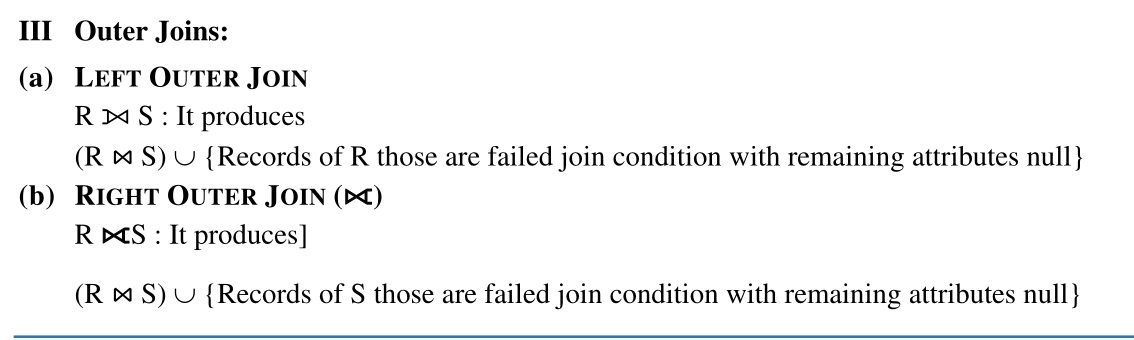 III Outer Joins:
(a) LEFT OUTER JOIN
R ⟕ S : It produces
(R ⋈ S) ∪ {Records of R those are failed join condition with remaining attributes null}
(b) RIGHT OUTER JOIN (⟖)
R ⟖S : It produces]
(R ⋈ S) ∪ {Records of S those are failed join condition with remaining attributes null}